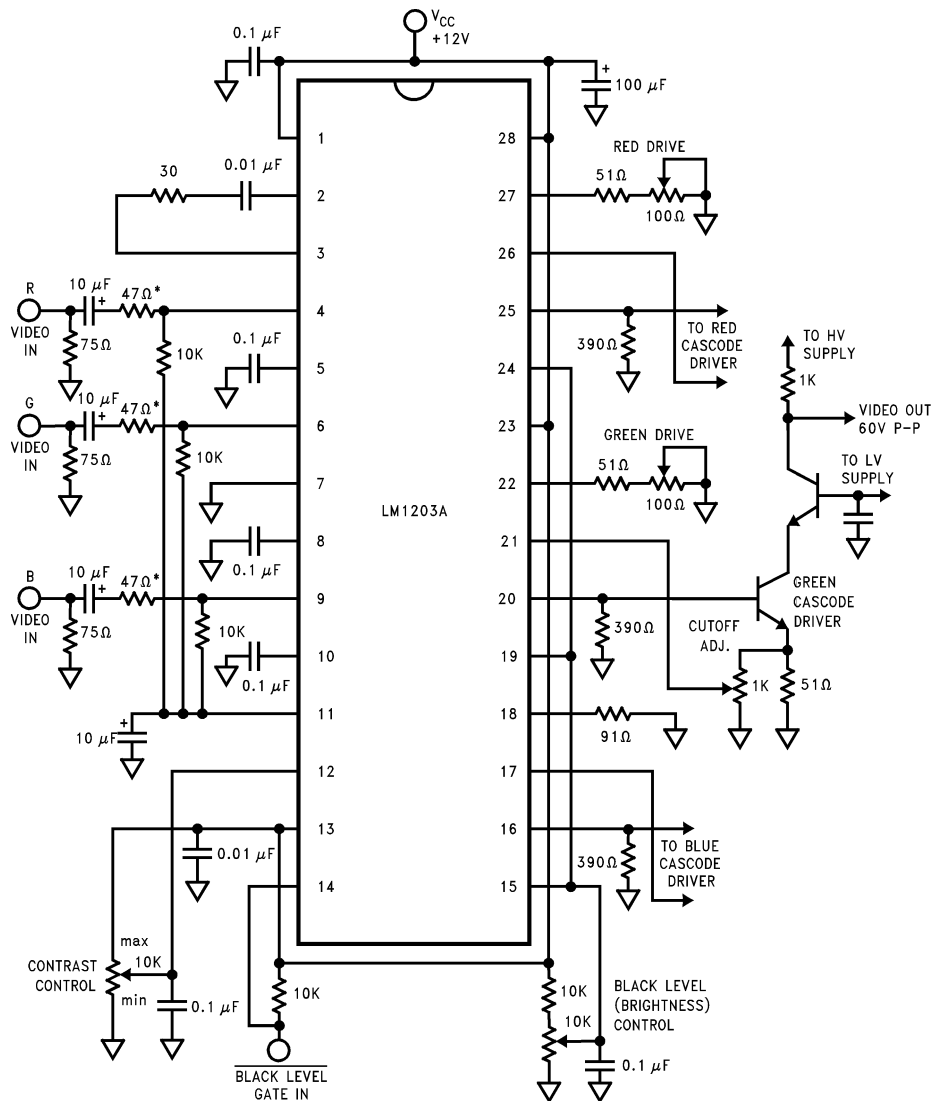 V_CC
+12V
0.1 μF
+
100 μF
1
28
RED DRIVE
30
0.01 μF
2
27
51Ω
100Ω
3
26
R
VIDEO
IN
10 μF
+
47Ω*
4
25
75Ω
10K
0.1 μF
5
390Ω
TO RED
CASCODE
DRIVER
24
TO HV
SUPPLY
1K
G
VIDEO
IN
10 μF
+
47Ω*
6
23
VIDEO OUT
60V P-P
75Ω
10K
GREEN DRIVE
51Ω
100Ω
TO LV
SUPPLY
7
22
LM1203A
8
0.1 μF
21
B
VIDEO
IN
10 μF
+
47Ω*
9
20
GREEN
CASCODE
DRIVER
75Ω
10K
390Ω
CUTOFF
ADJ.
10
0.1 μF
19
1K
51Ω
+
10 μF
11
18
91Ω
12
17
13
16
0.01 μF
390Ω
TO BLUE
CASCODE
DRIVER
14
15
max
CONTRAST
CONTROL
10K
min
0.1 μF
10K
10K
10K
BLACK LEVEL
(BRIGHTNESS)
CONTROL
0.1 μF
BLACK LEVEL
GATE IN